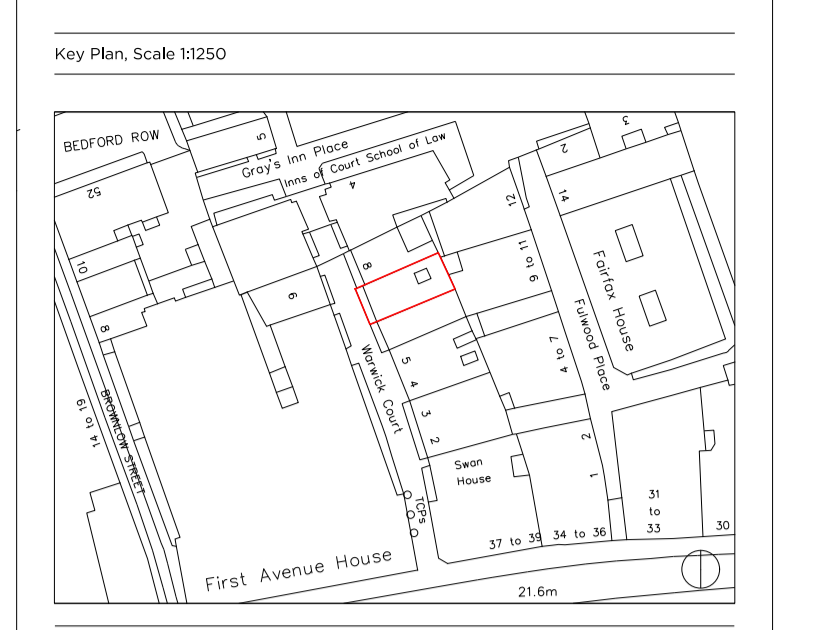 Key Plan, Scale 1:1250
BEDFORD ROW
5
3
2
Gray's Inn Place
Inns of Court School of Law
4
52
14
12
10
8
9 to 11
Fairfax House
6
8
Fulwood Place
4 to 7
Warwick Court
5
4
14 to 19
BROWNLOW STREET
3
2
2
Swan
House
1
TCPs
31
to
33
30
37 to 39
34 to 36
First Avenue House
21.6m